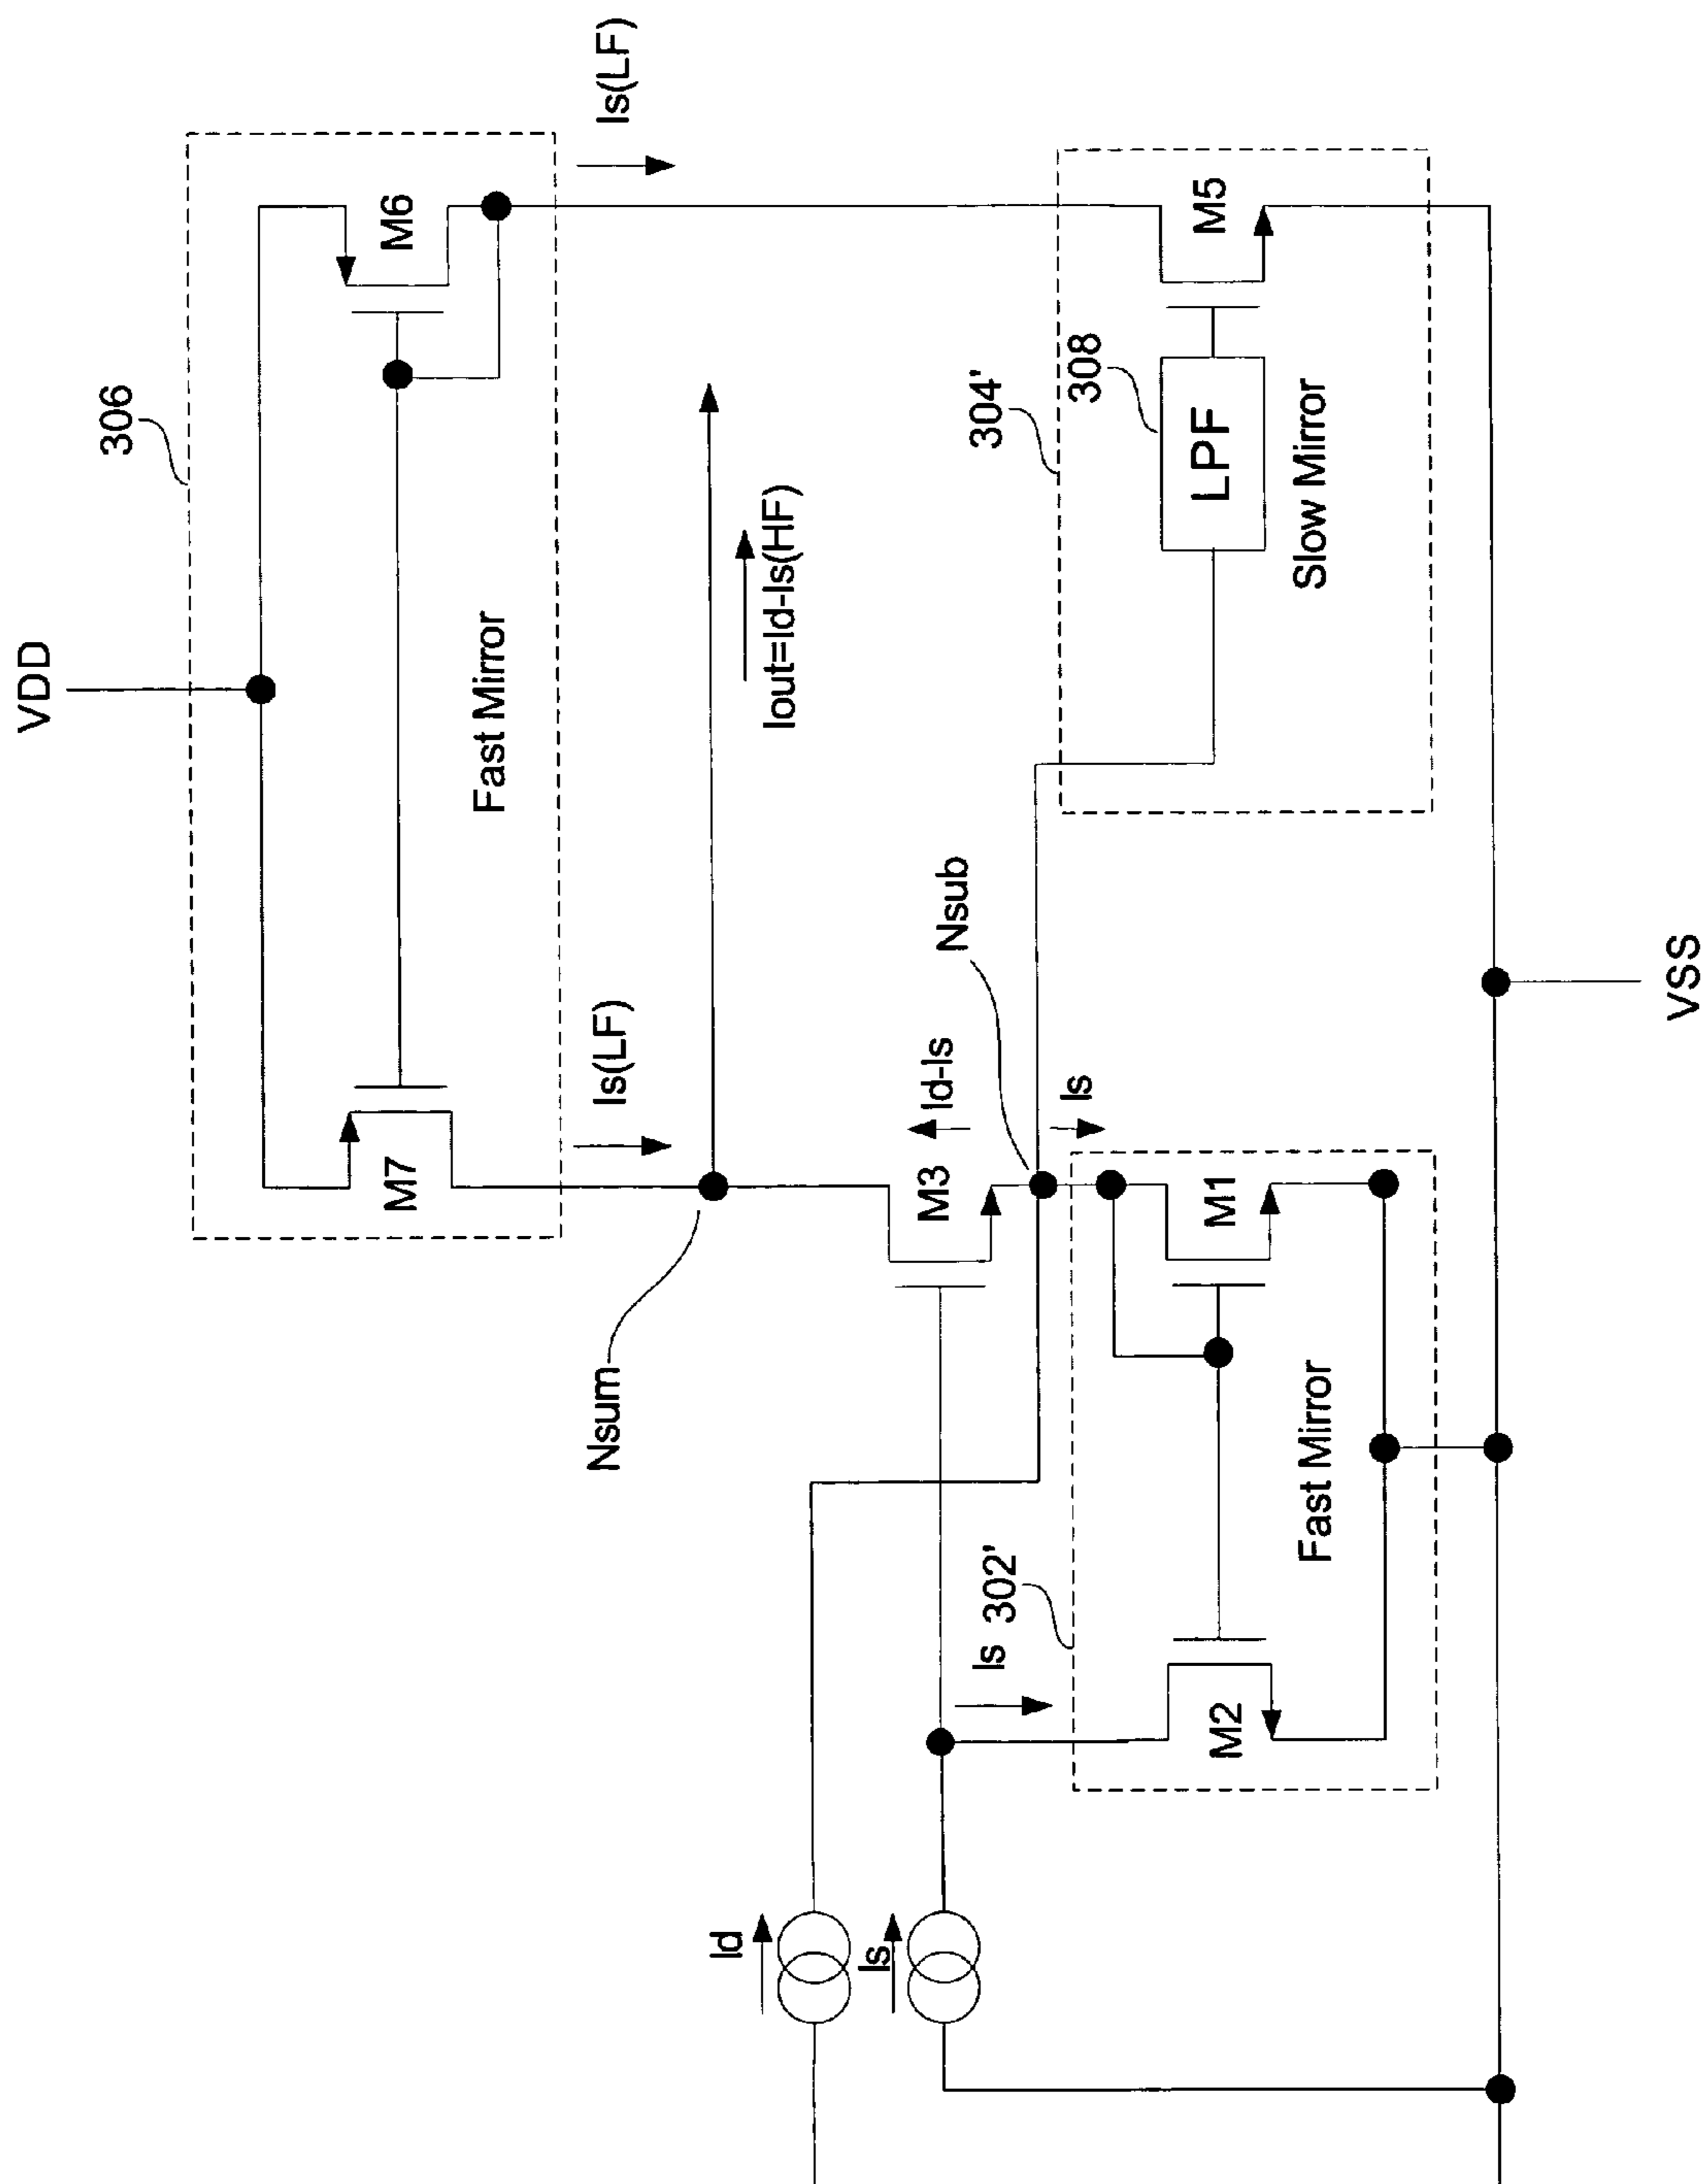 VDD
306
M6
Is(LF)
Fast Mirror
M7
Is(LF)
Iout=Id-Is(HF)
Nsum
M3
Id-Is
Nsub
Is
304'
308
LPF
M5
Slow Mirror
Id
Is
Is
302'
M2
M1
Fast Mirror
VSS